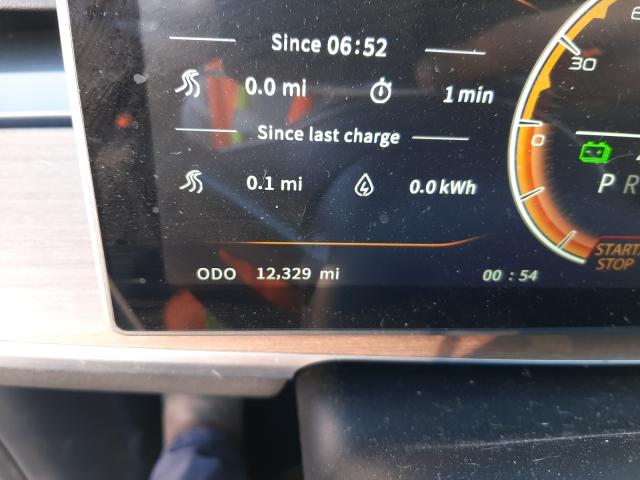 Since 06:52
0.0 mi 1 min
30
Since last charge
0
0.1 mi 0.0 kWh
P R
START/
STOP
ODO 12,329 mi 00 : 54